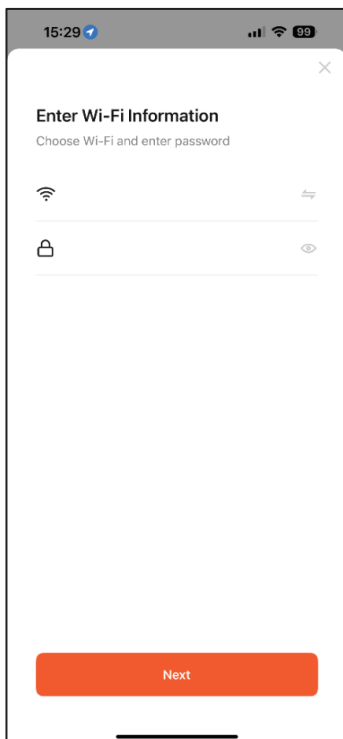 15:29
99
Enter Wi-Fi Information
Choose Wi-Fi and enter password
Next